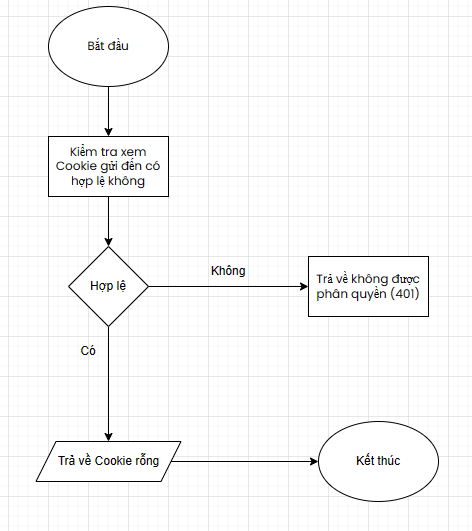 Bắt đầu
Kiểm tra xem
Cookie gửi đến có
hợp lệ không
Hợp lệ
Không
Trả về không được
phân quyền (401)
Có
Trả về Cookie rỗng
Kết thúc